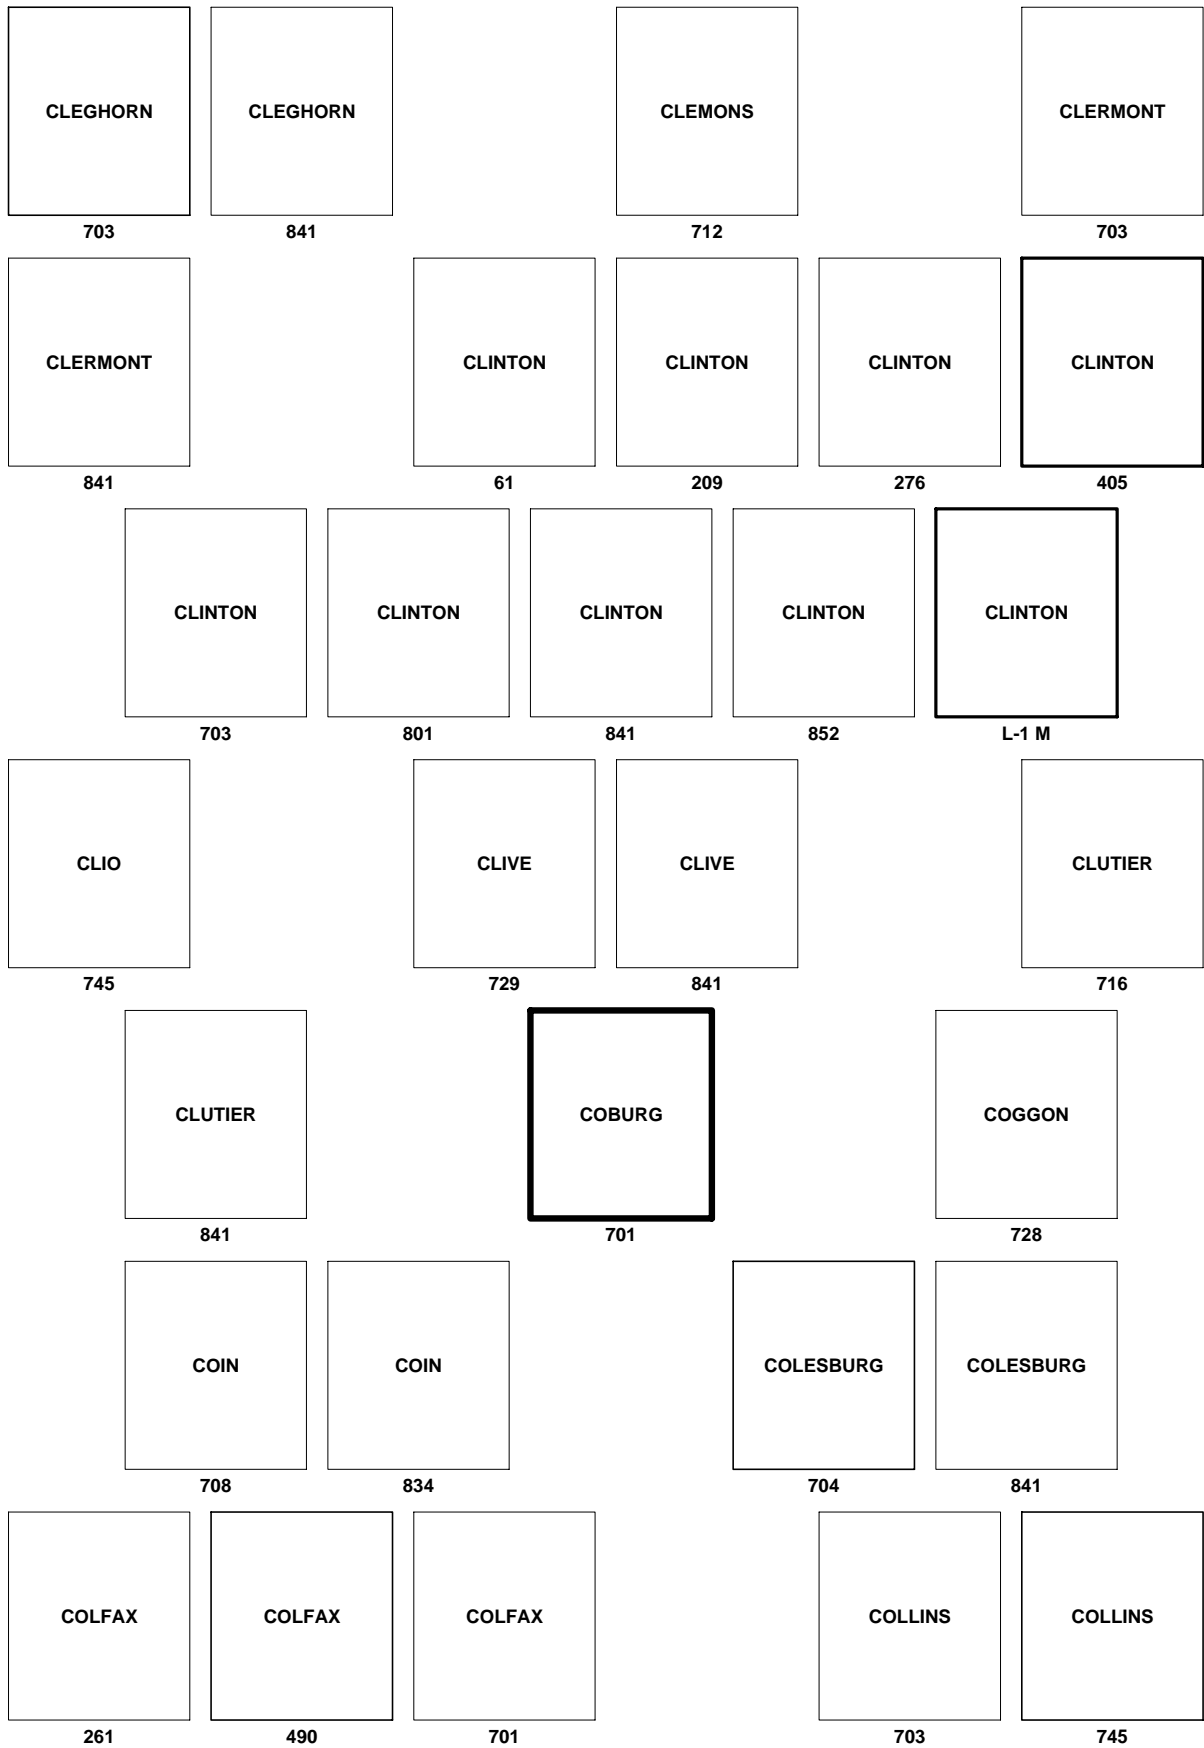 CLEGHORN CLEGHORN CLEMONS CLERMONT
703 841 712 703
CLERMONT CLINTON CLINTON CLINTON CLINTON
841 61 209 276 405
CLINTON CLINTON CLINTON CLINTON CLINTON
703 801 841 852 L-1 M
CLIO CLIVE CLIVE CLUTIER
745 729 841 716
CLUTIER COBURG COGGON
841 701 728
COIN COIN COLESBURG COLESBURG
708 834 704 841
COLFAX COLFAX COLFAX COLLINS COLLINS
261 490 701 703 745